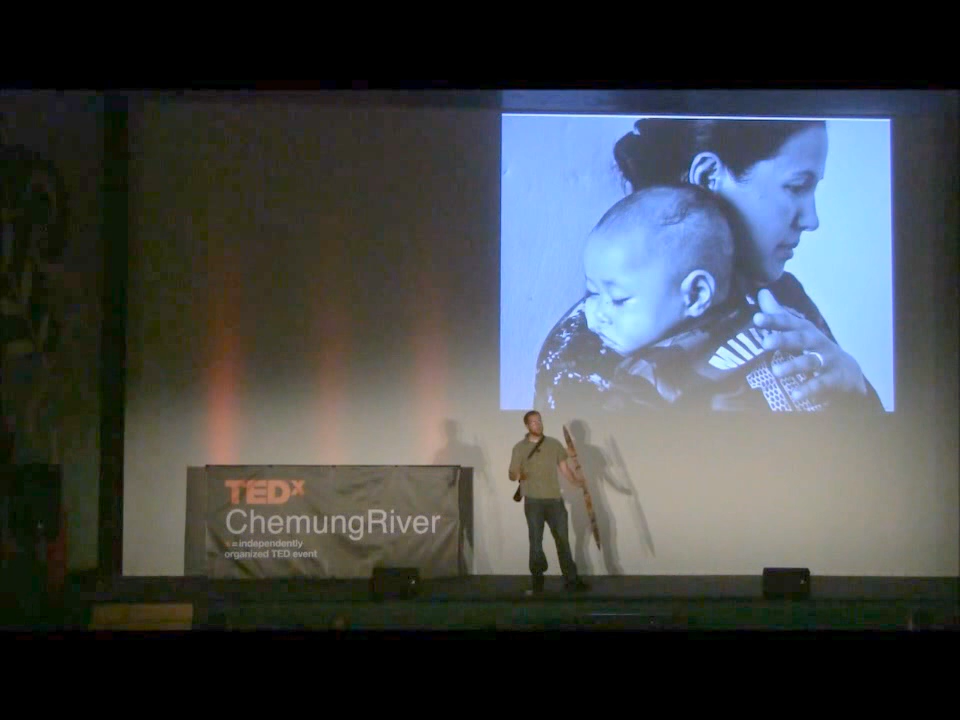 TEDx
ChemungRiver
x = independently
organized TED event